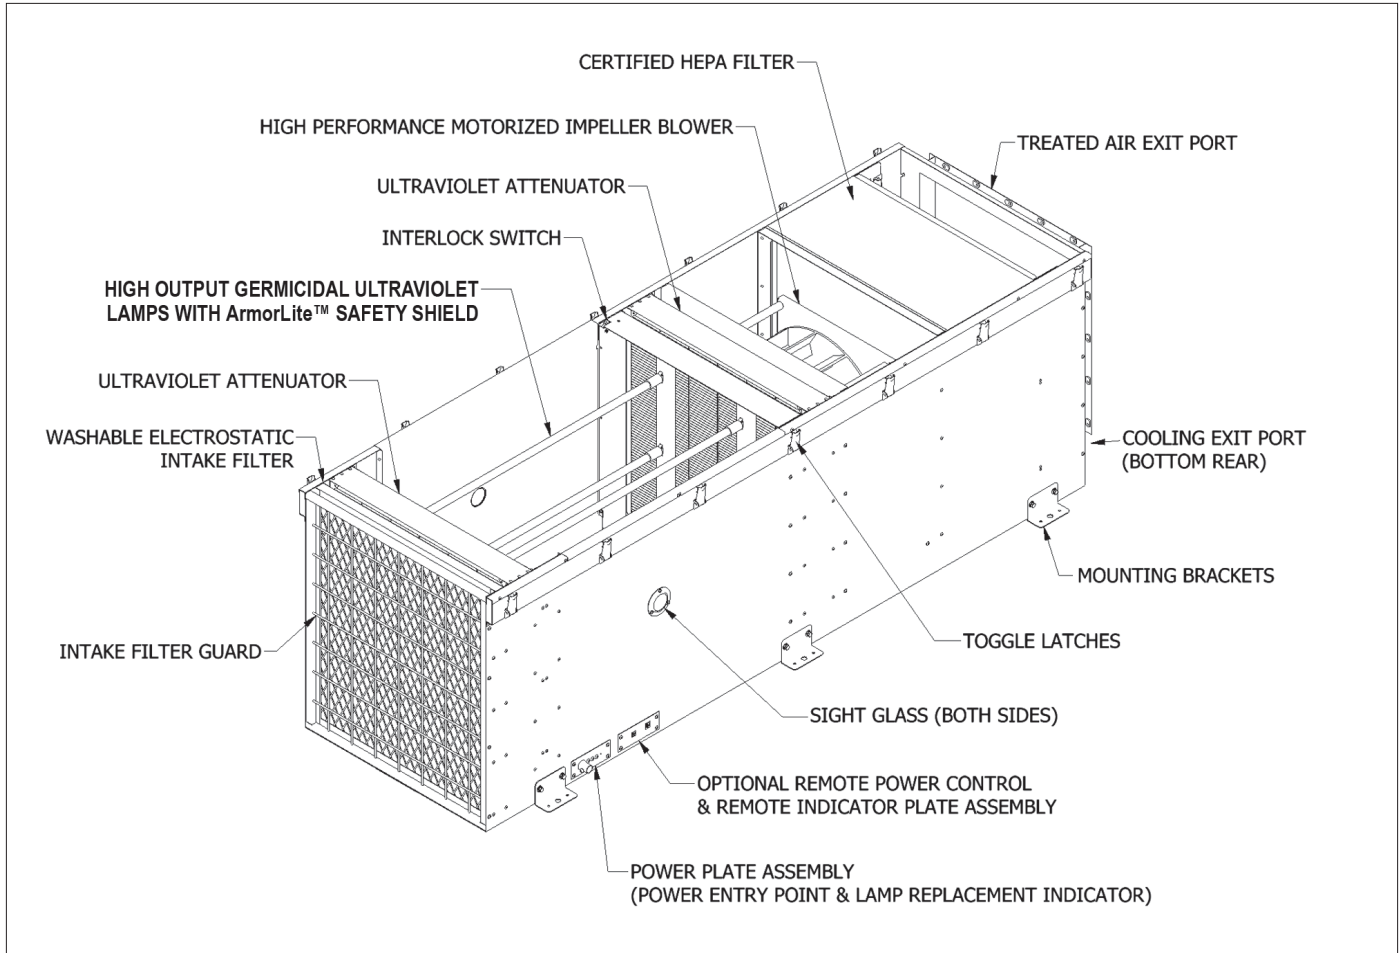 CERTIFIED HEPA FILTER
HIGH PERFORMANCE MOTORIZED IMPELLER BLOWER
TREATED AIR EXIT PORT
ULTRAVIOLET ATTENUATOR
INTERLOCK SWITCH
HIGH OUTPUT GERMICIDAL ULTRAVIOLET
LAMPS WITH ArmorLite™ SAFETY SHIELD
ULTRAVIOLET ATTENUATOR
WASHABLE ELECTROSTATIC
INTAKE FILTER
COOLING EXIT PORT
(BOTTOM REAR)
MOUNTING BRACKETS
INTAKE FILTER GUARD
TOGGLE LATCHES
SIGHT GLASS (BOTH SIDES)
OPTIONAL REMOTE POWER CONTROL
& REMOTE INDICATOR PLATE ASSEMBLY
POWER PLATE ASSEMBLY
(POWER ENTRY POINT & LAMP REPLACEMENT INDICATOR)